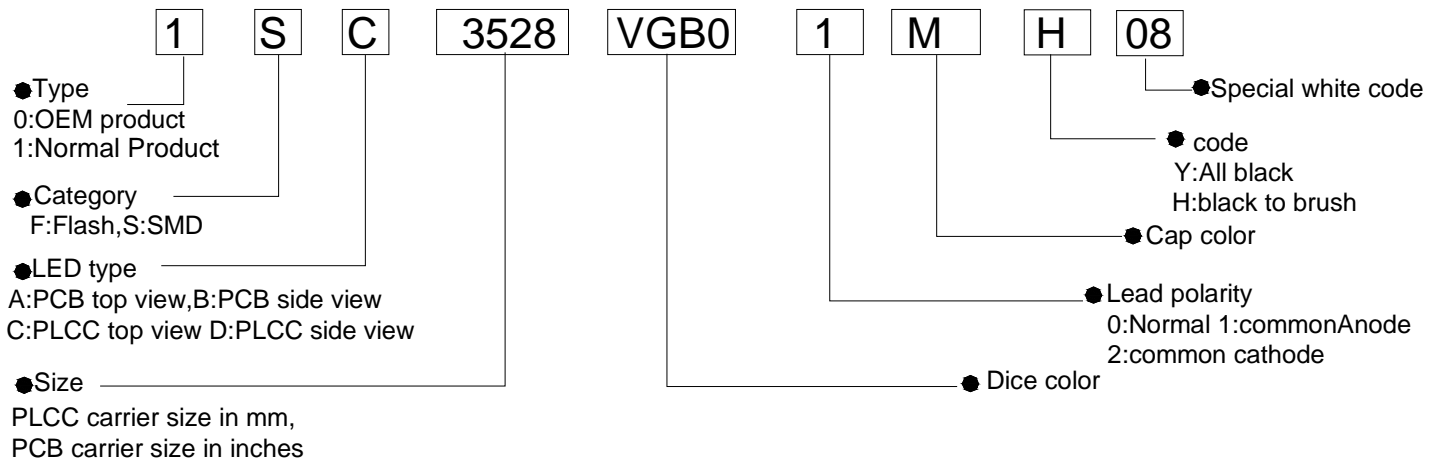 1 S C 3528 VGB0 1 M H 08
●Type
0:OEM product
1:Normal Product
●Category
F:Flash,S:SMD
●LED type
A:PCB top view,B:PCB side view
C:PLCC top view D:PLCC side view
●Size
PLCC carrier size in mm,
PCB carrier size in inches
●Special white code
● code
Y:All black
H:black to brush
●Cap color
●Lead polarity
0:Normal 1:commonAnode
2:common cathode
● Dice color